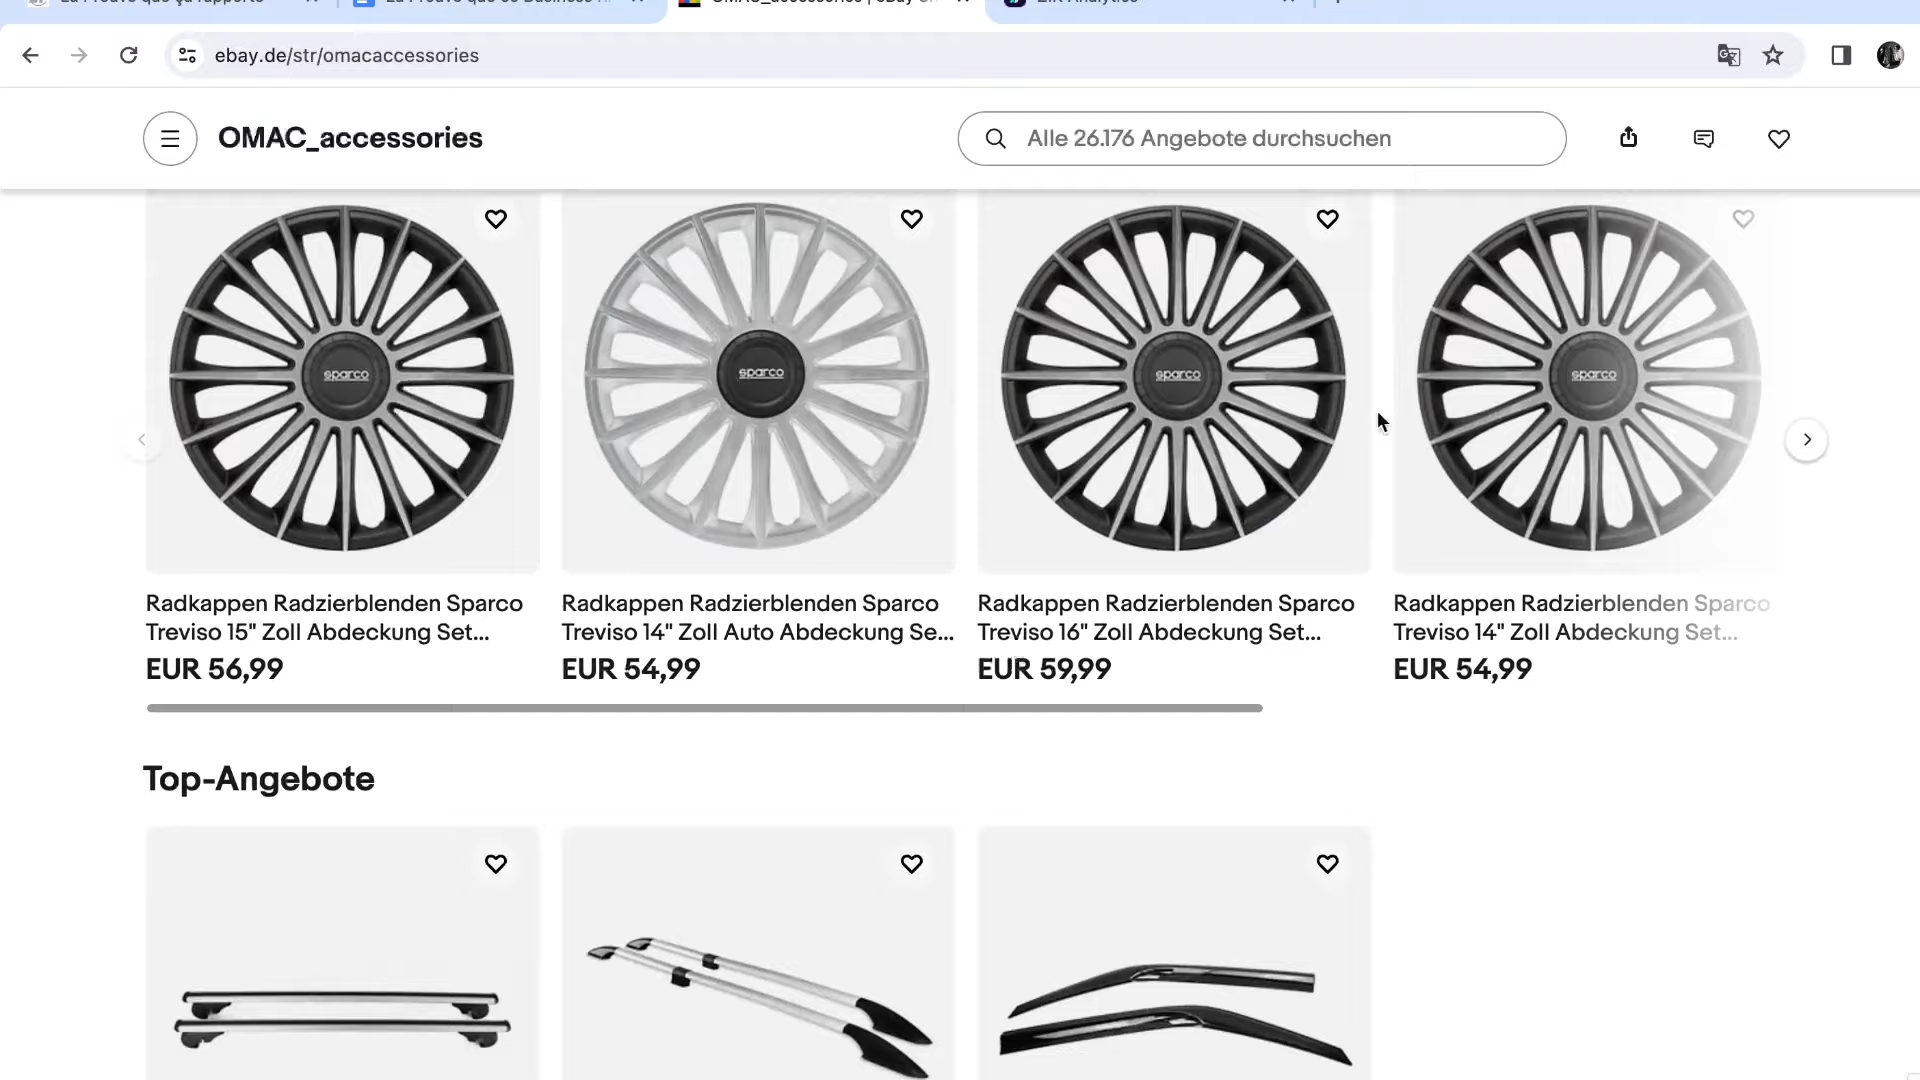 ebay.de/str/omacaccessories
OMAC_accessories
Alle 26.176 Angebote durchsuchen
sparco
sparco
sparco
sparco
Radkappen Radzierblenden Sparco
Treviso 15" Zoll Abdeckung Set...
EUR 56,99
Radkappen Radzierblenden Sparco
Treviso 14" Zoll Auto Abdeckung Se...
EUR 54,99
Radkappen Radzierblenden Sparco
Treviso 16" Zoll Abdeckung Set...
EUR 59,99
Radkappen Radzierblenden Sparco
Treviso 14" Zoll Abdeckung Set...
EUR 54,99
Top-Angebote